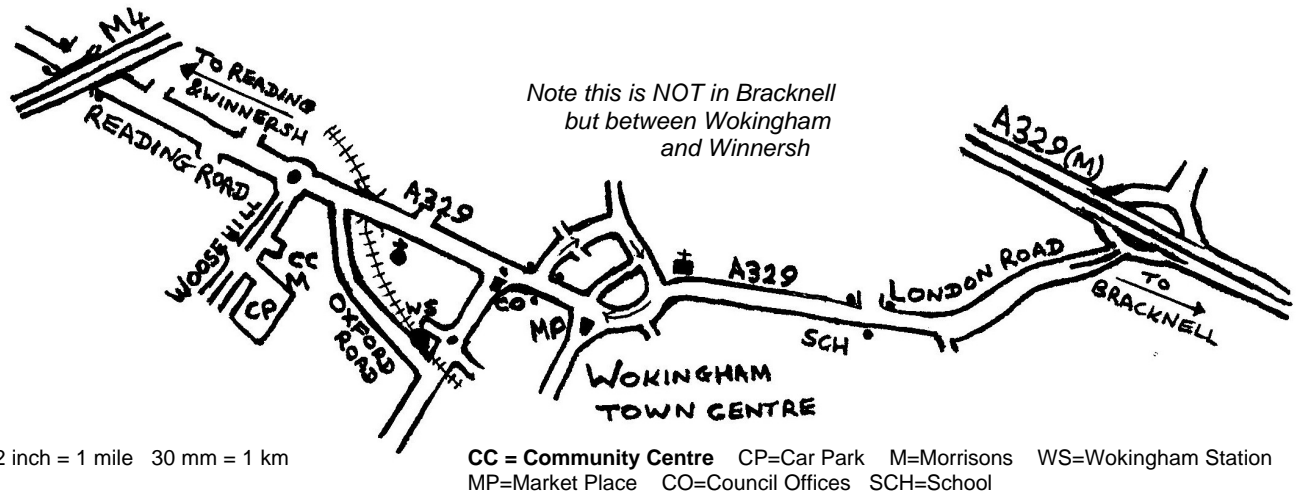 M4
TO READING
& WINNERSH
READING ROAD
Note this is NOT in Bracknell
but between Wokingham
and Winnersh
A329(M)
A329
WOOSEHILL
CC
M
CP
OXFORD
ROAD
WS
CO
MP
A329
SCH
LONDON ROAD
TO
BRACKNELL
WOKINGHAM
TOWN CENTRE
2 inch = 1 mile   30 mm = 1 km
CC = Community Centre   CP=Car Park   M=Morrisons   WS=Wokingham Station
MP=Market Place   CO=Council Offices   SCH=School